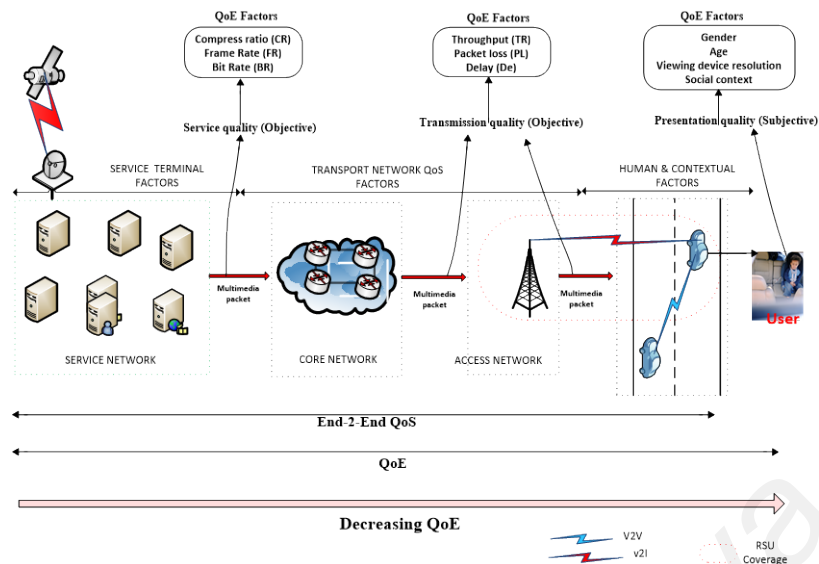 QoE Factors
Compress ratio (CR)
Frame Rate (FR)
Bit Rate (BR)
QoE Factors
Throughput (TR)
Packet loss (PL)
Delay (De)
QoE Factors
Gender
Age
Viewing device resolution
Social context
Service quality (Objective)
Transmission quality (Objective)
Presentation quality (Subjective)
SERVICE TERMINAL
FACTORS
TRANSPORT NETWORK QoS
FACTORS
HUMAN & CONTEXTUAL
FACTORS
Multimedia
packet
Multimedia
packet
Multimedia
packet
User
SERVICE NETWORK
CORE NETWORK
ACCESS NETWORK
End-2-End QoS
QoE
Decreasing QoE
V2V
v2I
RSU
Coverage